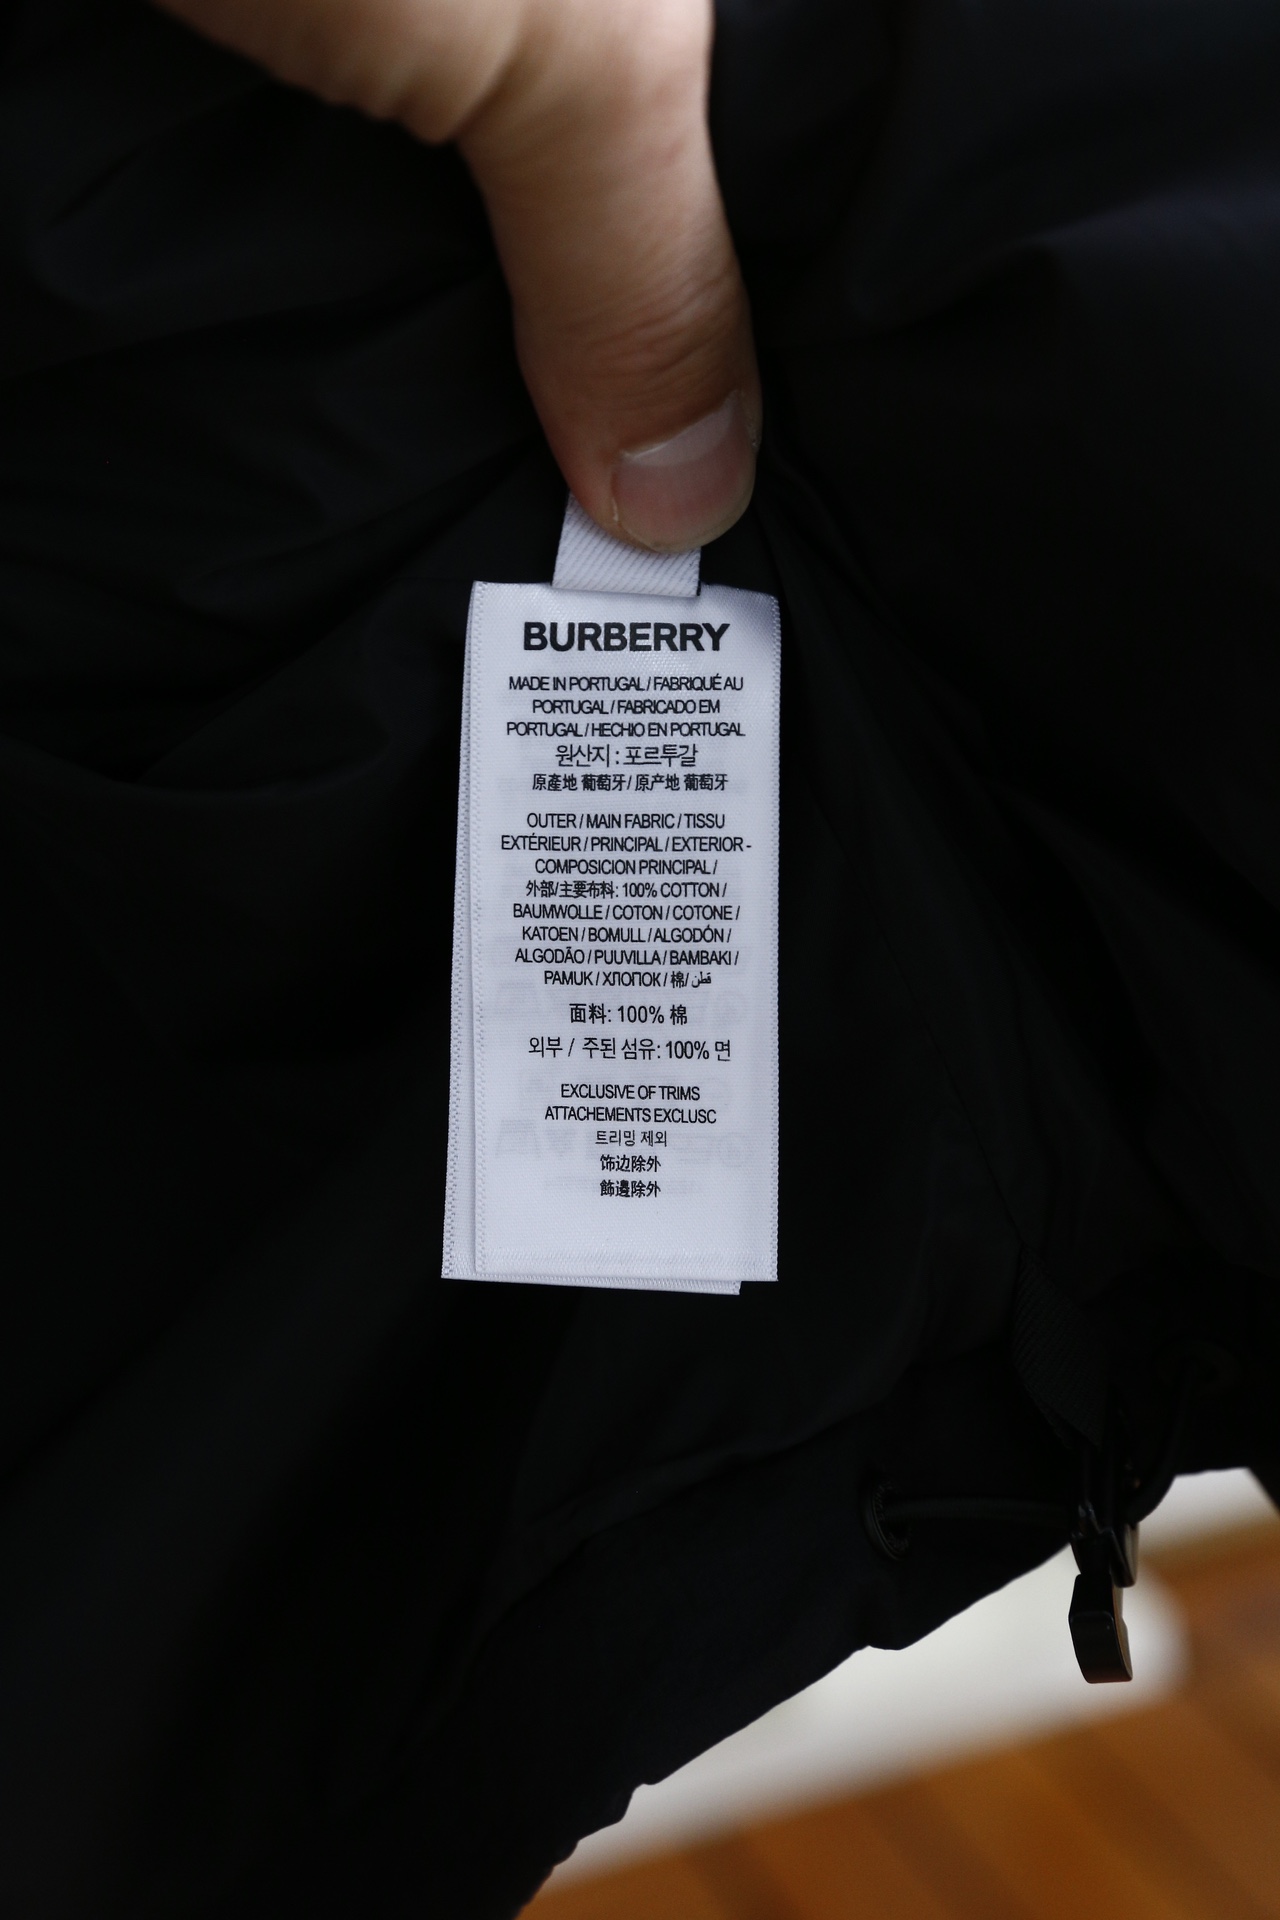 BURBERRY
MADE IN PORTUGAL / FABRIQUÉ AU
PORTUGAL / FABRICADO EM
PORTUGAL / HECHO EN PORTUGAL
원산지 : 포르투갈
原產地 葡萄牙 / 原产地 葡萄牙
OUTER / MAIN FABRIC / TISSU
EXTÉRIEUR / PRINCIPAL / EXTERIOR -
COMPOSICION PRINCIPAL /
外部/主要布料: 100% COTTON /
BAUMWOLLE / COTON / COTONE /
KATOEN / BOMULL / ALGODÓN /
ALGODÃO / PUUVILLA / BAMBAKI /
PAMUK / ХЛОПОК / 棉/ قطن
面料: 100% 棉
외부 / 주된 섬유: 100% 면
EXCLUSIVE OF TRIMS
ATTACHEMENTS EXCLUSC
트리밍 제외
饰边除外
飾邊除外